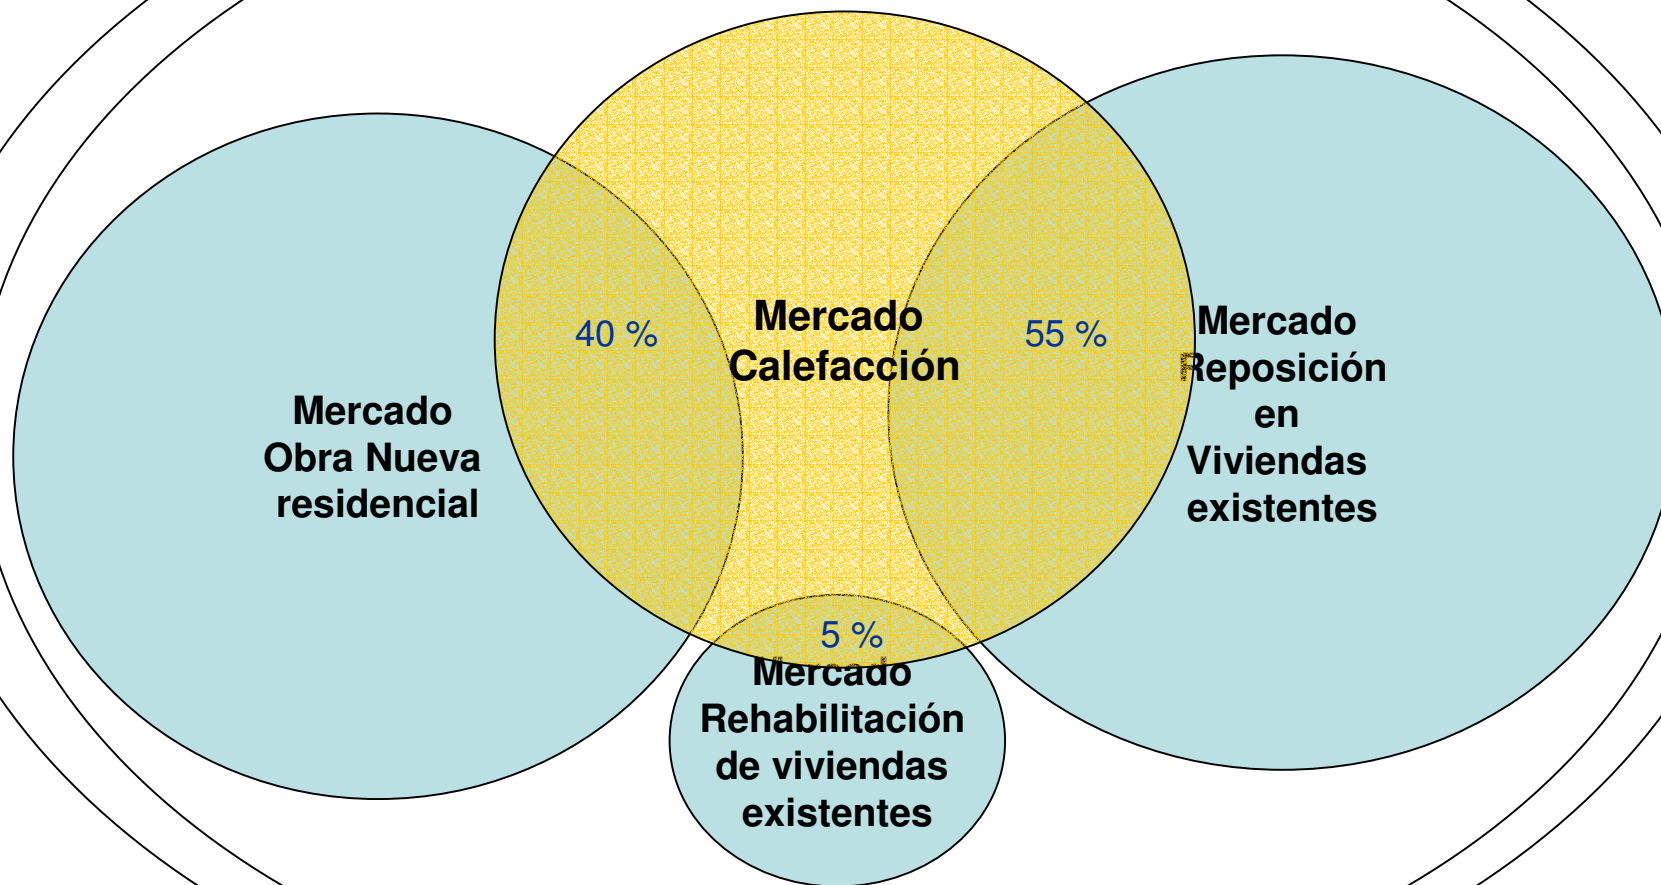 Mercado
Obra Nueva
residencial
40 %
Mercado
Calefacción
55 %
Mercado
Reposición
en
Viviendas
existentes
5 %
Mercado
Rehabilitación
de viviendas
existentes